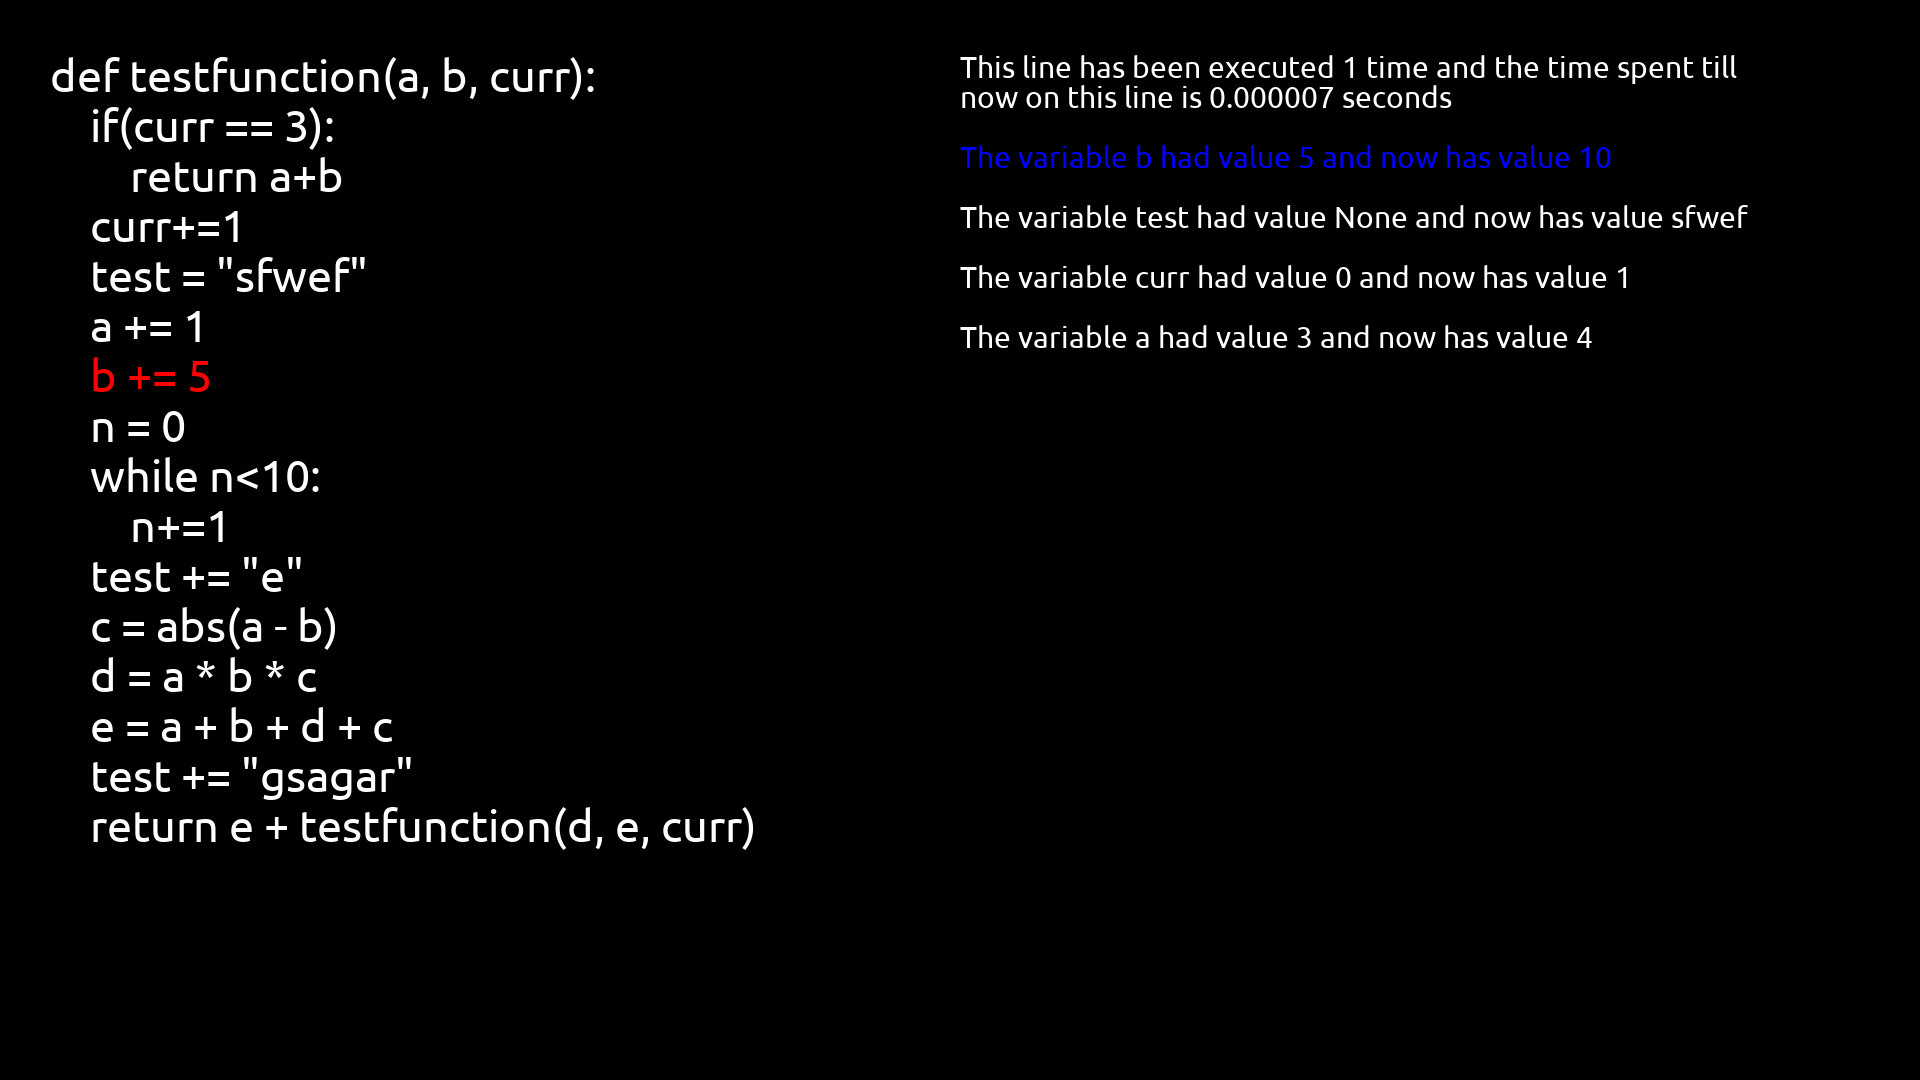 def testfunction(a, b, curr):
if(curr == 3):
return a+b
curr+=1
test = "sfwef"
a += 1
b += 5
n = 0
while n<10:
n+=1
test += "e"
c = abs(a - b)
d = a * b * c
e = a + b + d + c
test += "gsagar"
return e + testfunction(d, e, curr)
This line has been executed 1 time and the time spent till
now on this line is 0.000007 seconds
The variable b had value 5 and now has value 10
The variable test had value None and now has value sfwef
The variable curr had value 0 and now has value 1
The variable a had value 3 and now has value 4